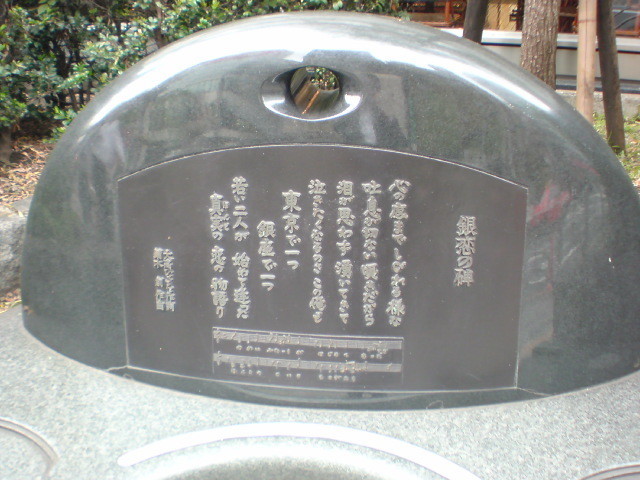 銀恋の碑
心の底まで しびれる様な
吐息が切ない 囁きだから
泪が思わず 湧いてきて
泣きたくなるのさ この俺も
東京で一つ
銀座で一つ
若い二人が 始めて逢った
真実の 恋の物語り